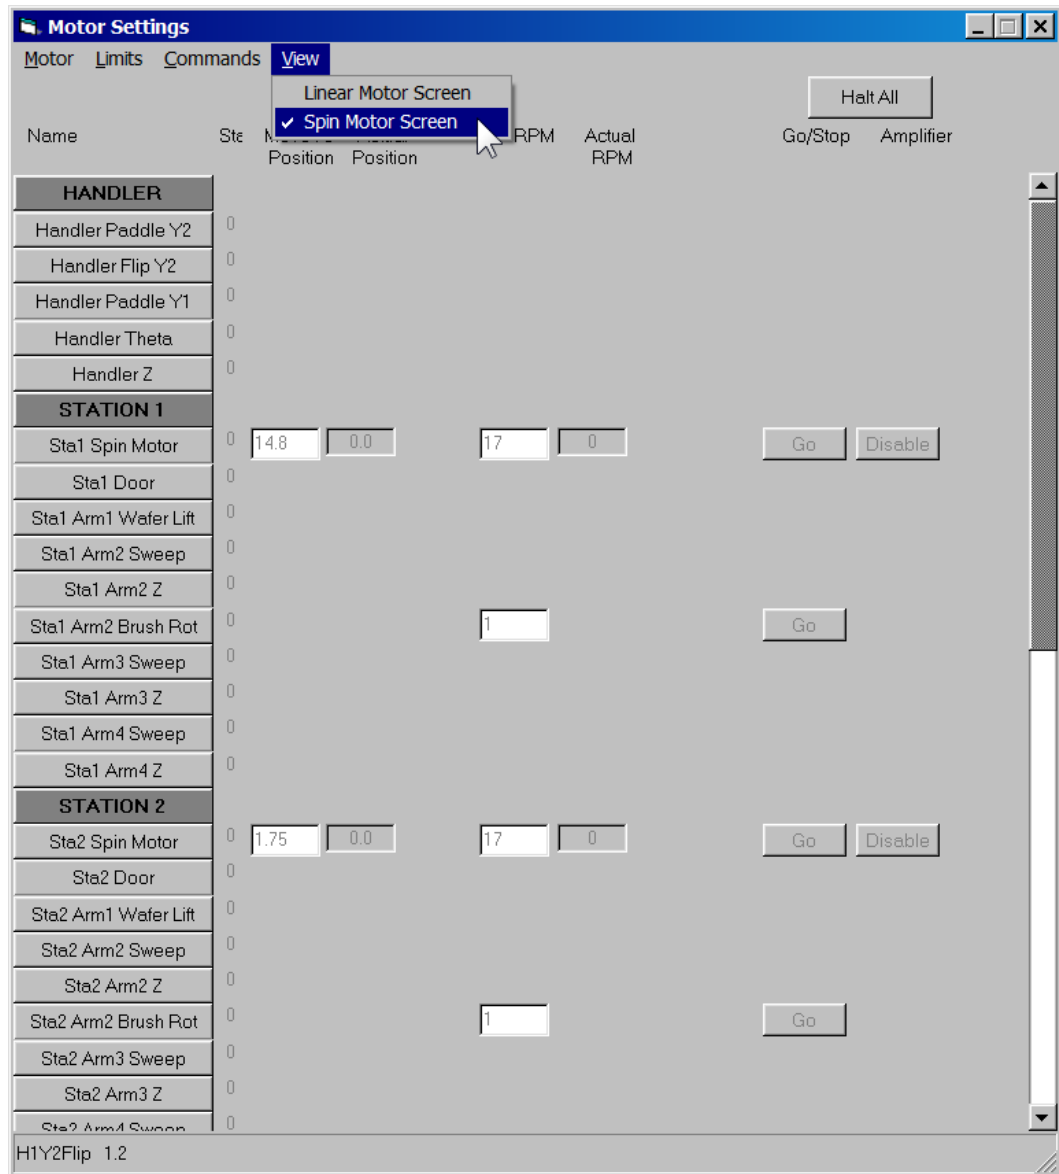 Motor Settings
Motor Limits Commands View
Linear Motor Screen
Spin Motor Screen
Halt All
Name RPM Actual Go/Stop Amplifier
Position Position RPM
HANDLER
Handler Paddle Y2 0
Handler Flip Y2 0
Handler Paddle Y1 0
Handler Theta 0
Handler Z 0
STATION 1
Sta1 Spin Motor 0 14.8 0.0 17 0 Go Disable
Sta1 Door 0
Sta1 Arm1 Wafer Lift 0
Sta1 Arm2 Sweep 0
Sta1 Arm2 Z 0
Sta1 Arm2 Brush Rot 0 1 Go
Sta1 Arm3 Sweep 0
Sta1 Arm3 Z 0
Sta1 Arm4 Sweep 0
Sta1 Arm4 Z 0
STATION 2
Sta2 Spin Motor 0 1.75 0.0 17 0 Go Disable
Sta2 Door 0
Sta2 Arm1 Wafer Lift 0
Sta2 Arm2 Sweep 0
Sta2 Arm2 Z 0
Sta2 Arm2 Brush Rot 0 1 Go
Sta2 Arm3 Sweep 0
Sta2 Arm3 Z 0
Sta2 Arm4 Sweep 0
H1Y2Flip 1.2